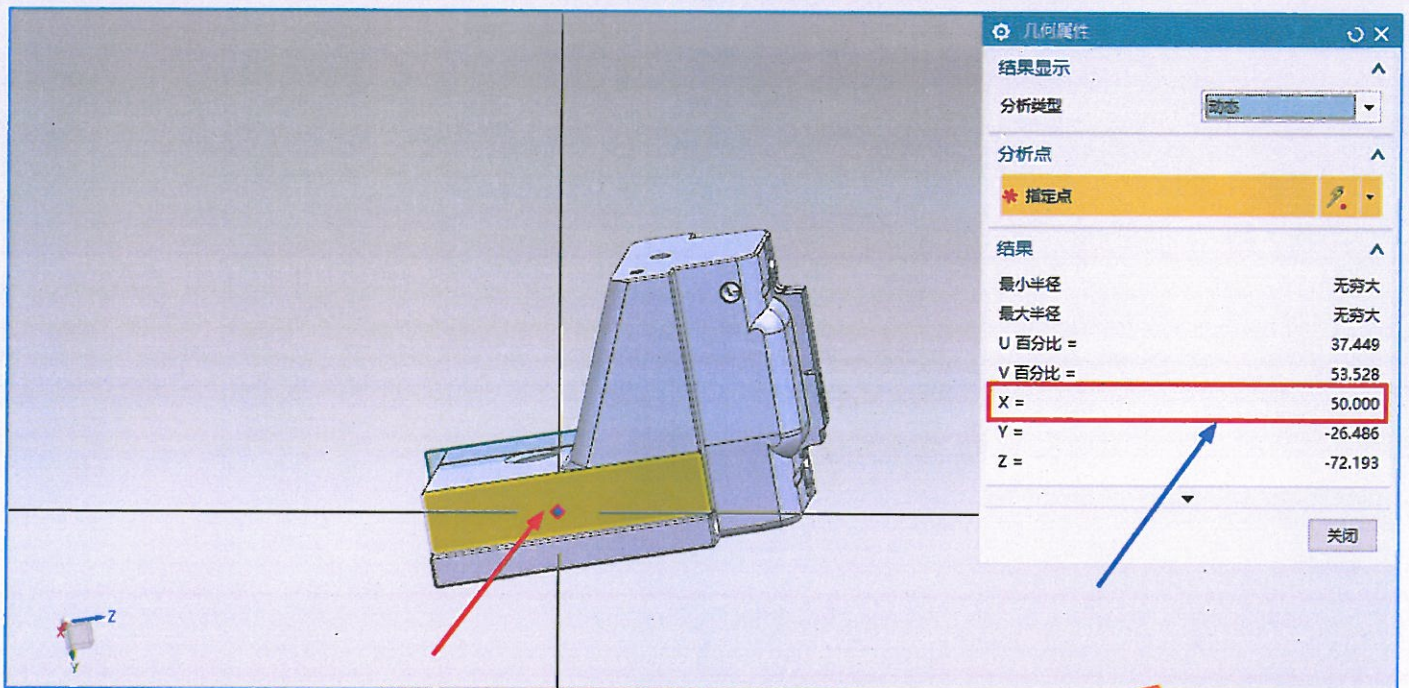 几何属性
结果显示
分析类型 动态
分析点
* 指定点
结果
最小半径 无穷大
最大半径 无穷大
U 百分比 = 37.449
V 百分比 = 53.528
X = 50.000
Y = -26.486
Z = -72.193
关闭
Z
X
Y